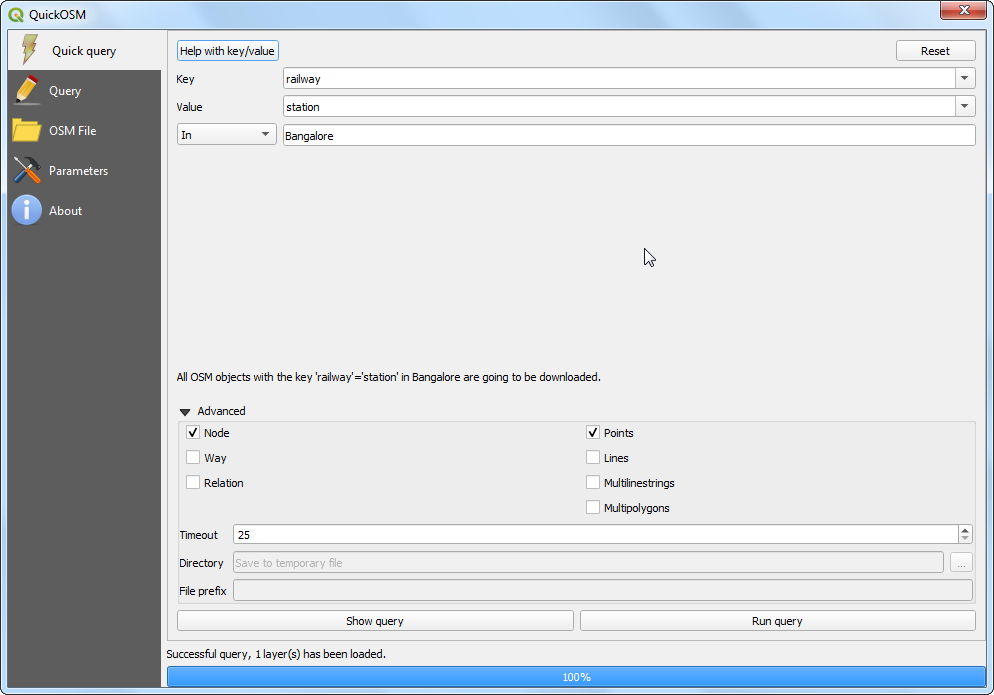 QuickOSM
Quick query
Query
OSM File
Parameters
About
Help with key/value
Reset
Key
railway
Value
station
In
Bangalore
All OSM objects with the key 'railway'='station' in Bangalore are going to be downloaded.
Advanced
Node
Points
Way
Lines
Relation
Multilinestrings
Multipolygons
Timeout
25
Directory
Save to temporary file
...
File prefix
Show query
Run query
Successful query, 1 layer(s) has been loaded.
100%